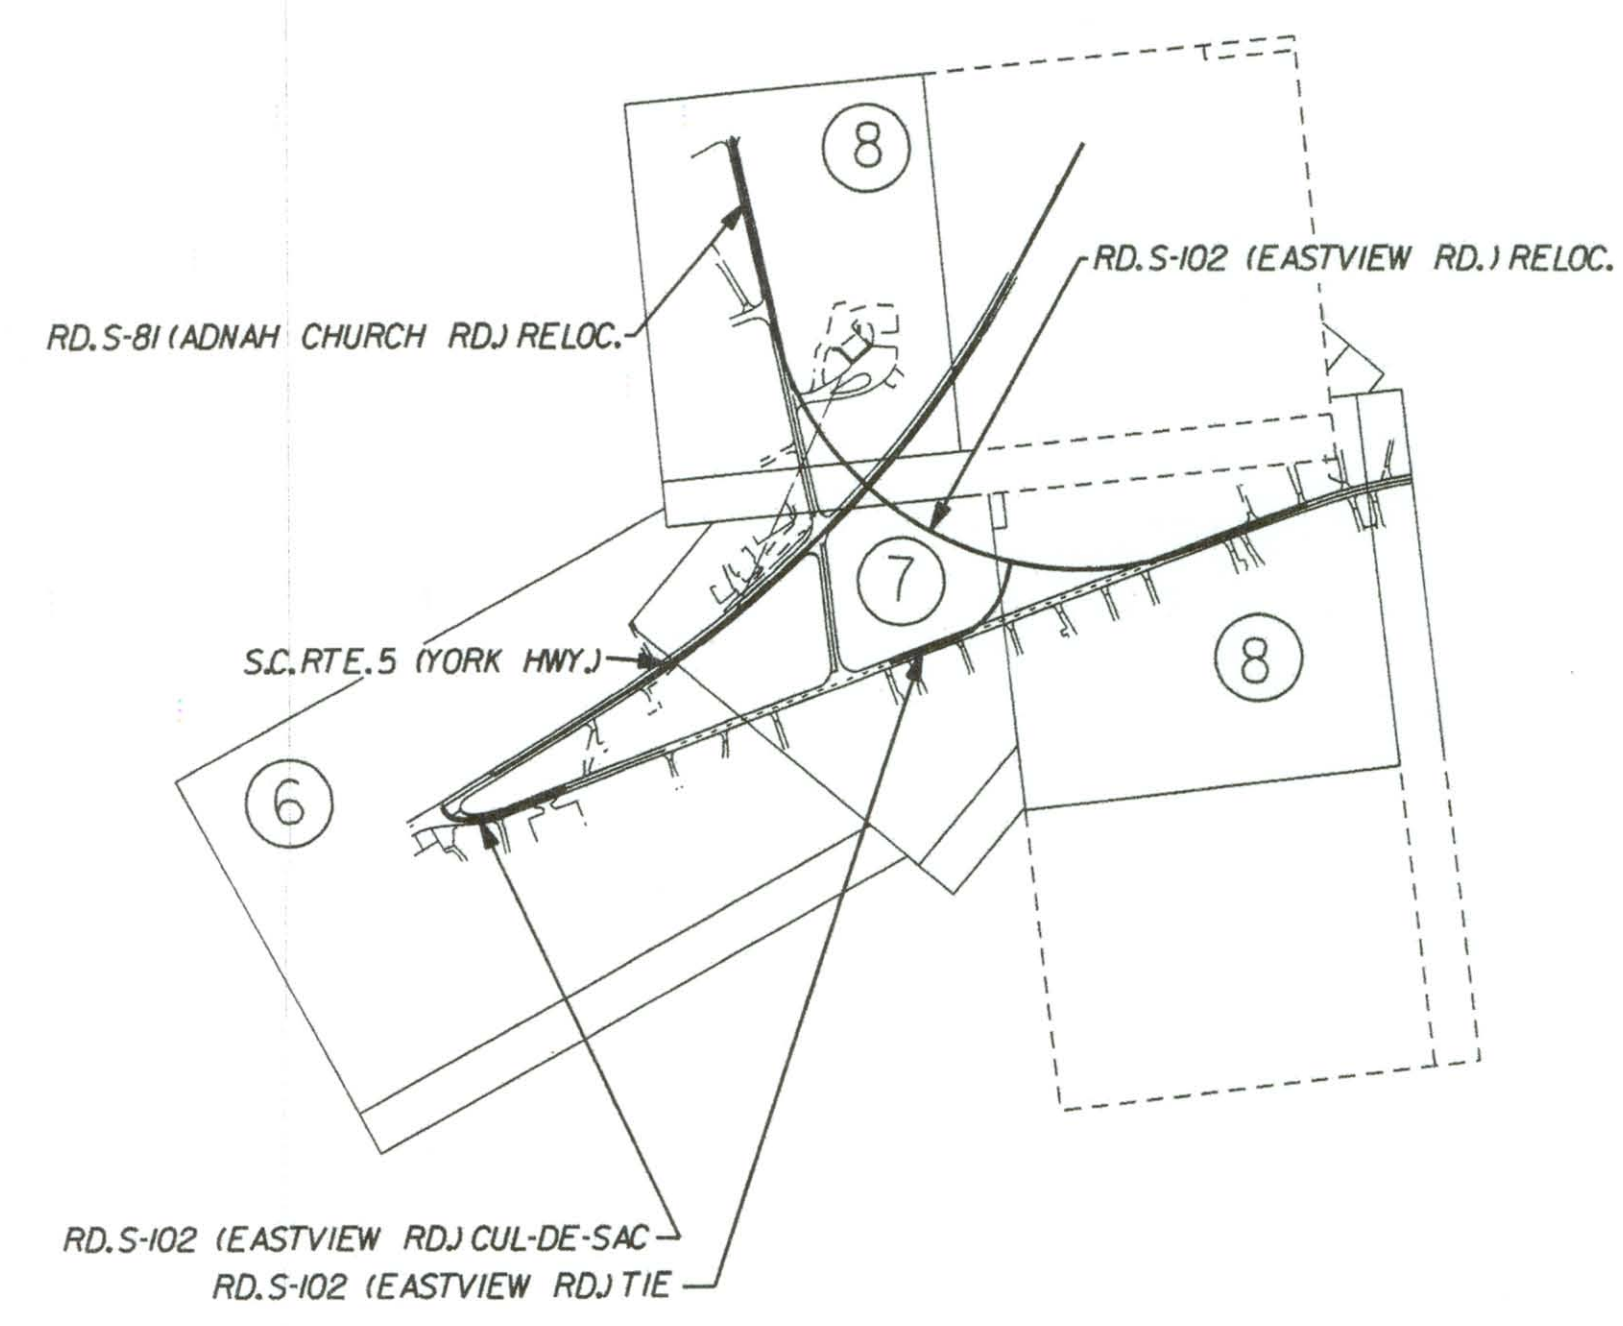 8
RD. S-102 (EASTVIEW RD.) RELOC.
RD. S-81 (ADNAH CHURCH RD.) RELOC.
7
S.C. RTE. 5 (YORK HWY.)
8
6
RD. S-102 (EASTVIEW RD.) CUL-DE-SAC
RD. S-102 (EASTVIEW RD.) TIE